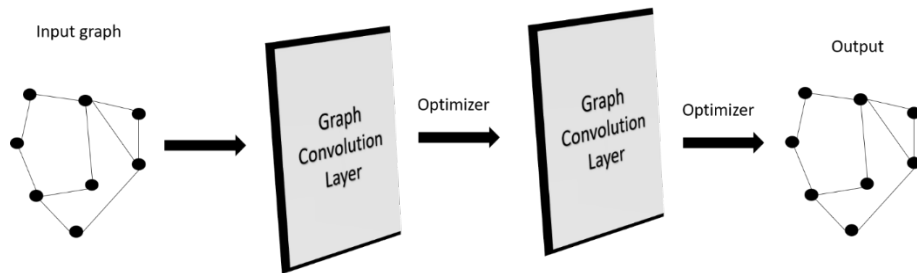 Input graph
Graph
Convolution
Layer
Optimizer
Graph
Convolution
Layer
Optimizer
Output